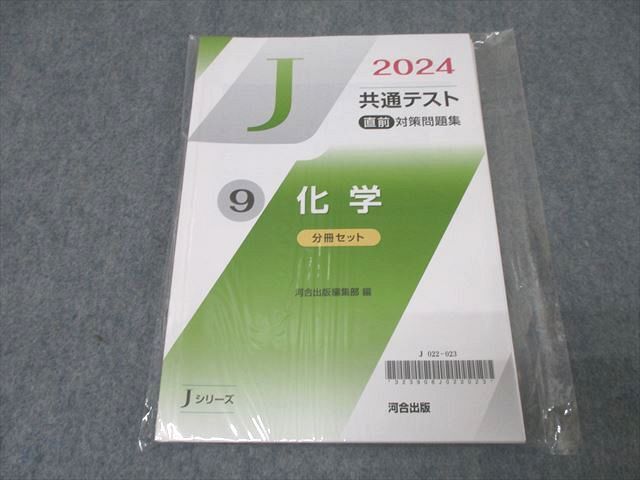 J
2024
共通テスト
直前 対策問題集
9 化学
分冊セット
河合出版編集部 編
J 022-023
Jシリーズ
河合出版